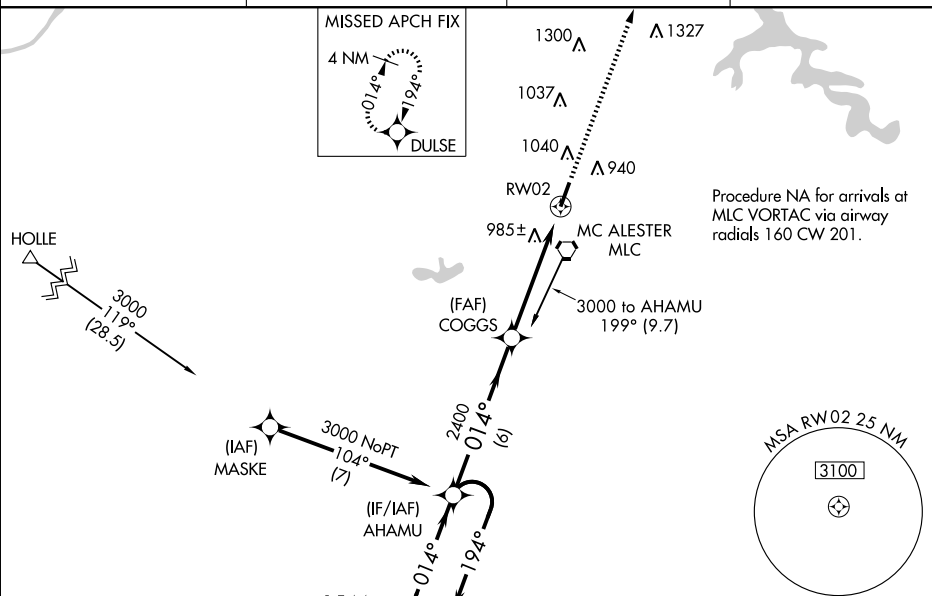 MISSED APCH FIX
4 NM
014°
194°
DULSE
1300
1327
1037
1040
940
RW02
985±
MC ALESTER
MLC
Procedure NA for arrivals at
MLC VORTAC via airway
radials 160 CW 201.
HOLLE
3000
119°
(28.5)
(FAF)
COGGS
3000 to AHAMU
199° (9.7)
2400
014°
(6)
(IAF)
MASKE
3000 NoPT
104°
(7)
(IF/IAF)
AHAMU
014°
194°
MSA RW02 25 NM
3100